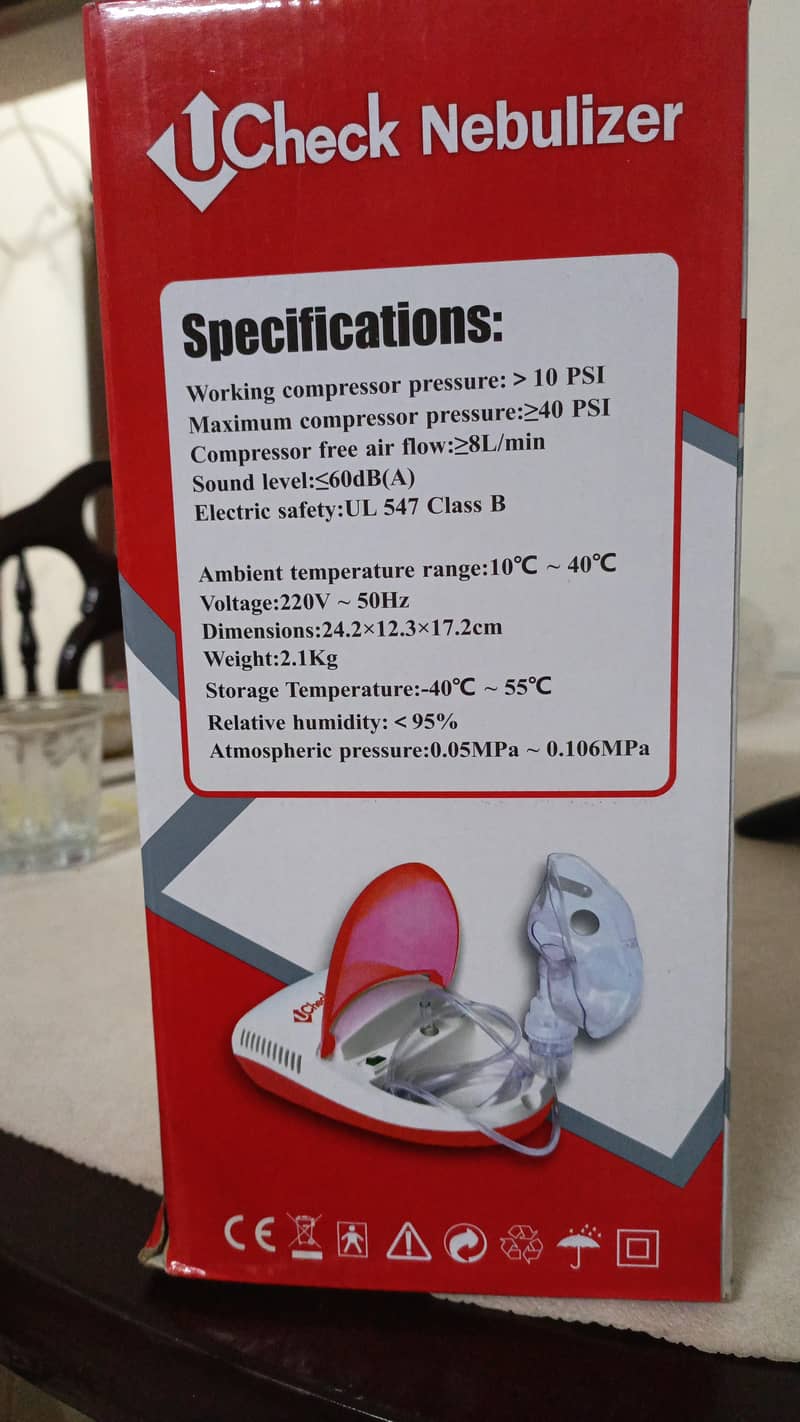 UCheck Nebulizer
Specifications:
Working compressor pressure: > 10 PSI
Maximum compressor pressure:≥40 PSI
Compressor free air flow:≥8L/min
Sound level:≤60dB(A)
Electric safety:UL 547 Class B
Ambient temperature range:10℃ ~ 40℃
Voltage:220V ~ 50Hz
Dimensions:24.2×12.3×17.2cm
Weight:2.1Kg
Storage Temperature:-40℃ ~ 55℃
Relative humidity: < 95%
Atmospheric pressure:0.05MPa ~ 0.106MPa
UCheck
CE